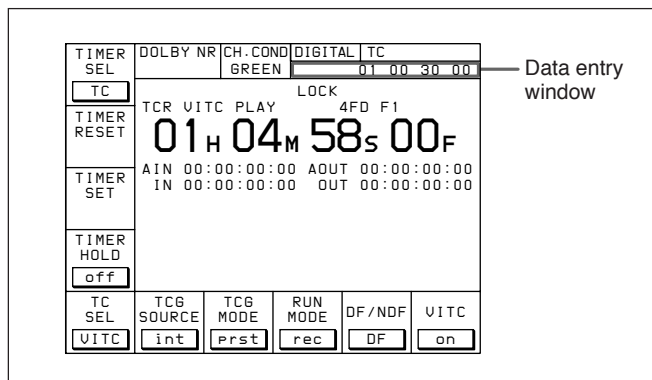 TIMER SEL
TC
DOLBY NR
CH.COND
GREEN
DIGITAL
TC
01 00 30 00
Data entry window
LOCK
TCR VITC PLAY 4FD F1
01H 04M 58S 00F
AIN 00:00:00:00 AOUT 00:00:00:00
IN 00:00:00:00 OUT 00:00:00:00
TIMER RESET
TIMER SET
TIMER HOLD
off
TC SEL
VITC
TCG SOURCE
int
TCG MODE
prst
RUN MODE
rec
DF/NDF
DF
VITC
on